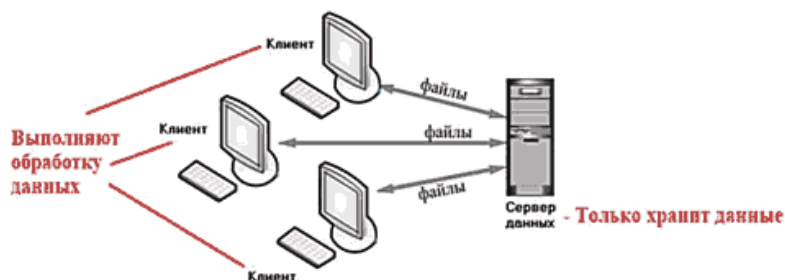 Клиент
файлы
Клиент
файлы
Выполняют
обработку
данных
файлы
Сервер
данных
- Только хранит данные
Клиент